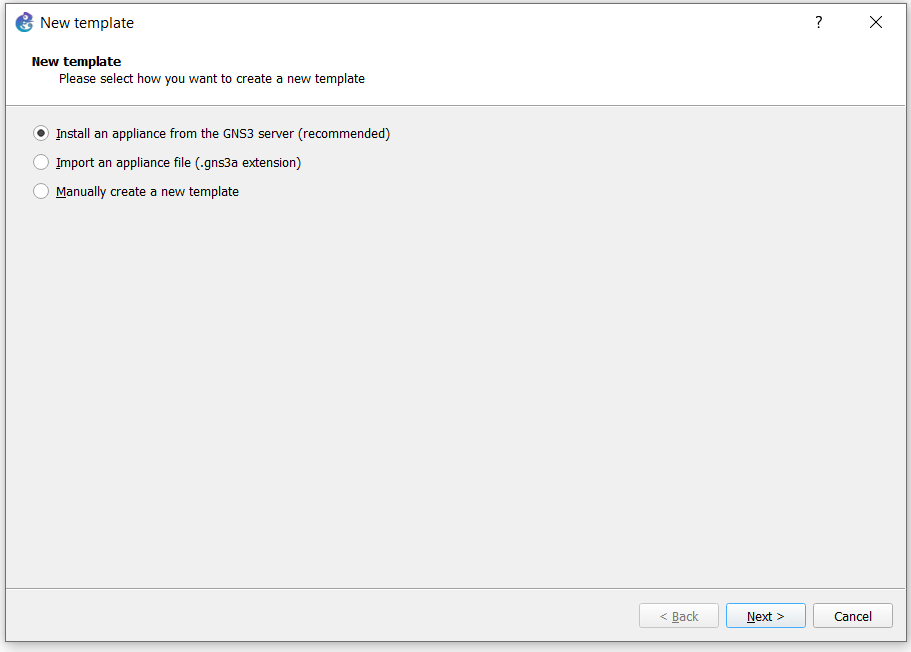 New template
?
New template
Please select how you want to create a new template
Install an appliance from the GNS3 server (recommended)
Import an appliance file (.gns3a extension)
Manually create a new template
< Back Next > Cancel